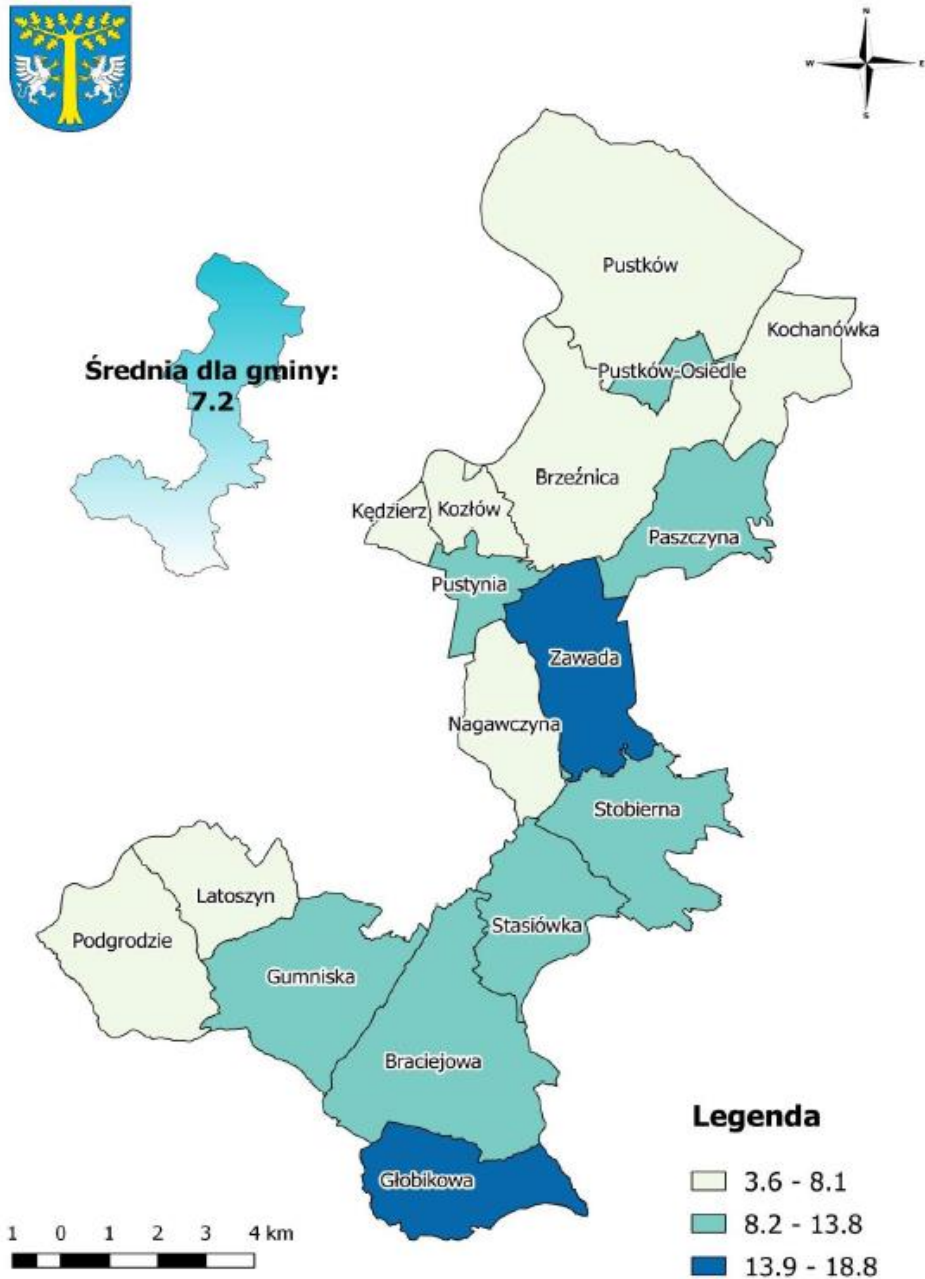 N
W
E
S
Pustków
Kochanówka
Średnia dla gminy:
7.2
Pustków-Osiedle
Brzeźnica
Kędzierz
Kozłów
Paszczyna
Pustynia
Zawada
Nagawczyna
Stobierna
Latoszyn
Stasiówka
Podgrodzie
Gumniska
Braciejowa
Głobikowa
Legenda
3.6 - 8.1
8.2 - 13.8
13.9 - 18.8
1 0 1 2 3 4 km